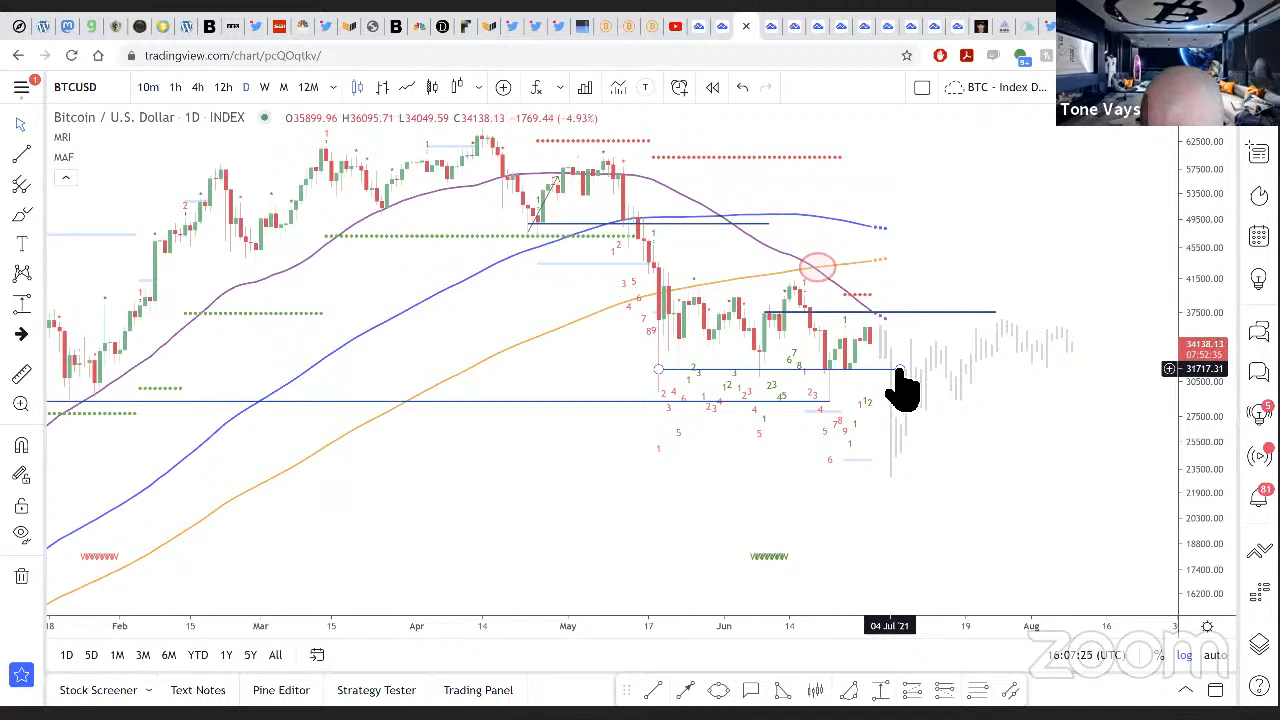 tradingview.com/chart/
Tone Vays
1
BTCUSD
10m 1h 4h 12h D W M 12M
BTC - Index D...
Bitcoin / U.S. Dollar · 1D · INDEX
O35899.96 L34049.59 C34138.13 −1769.44 (−4.93%)
MRI
MAF
62500.00
57500.00
53500.00
49500.00
45500.00
41500.00
37500.00
34138.13
07:52:35
31717.31
30500.00
27500.00
25500.00
23500.00
21900.00
20300.00
18800.00
17400.00
16200.00
18 Feb 15 Mar 15 Apr 14 May 17 Jun 14 04 Jul '21 19 Aug 16 3
1D 5D 1M 3M 6M YTD 1Y 5Y All
16:07:25 (UTC) % log auto
zoom
Stock Screener Text Notes Pine Editor Strategy Tester Trading Panel
5
81
9+